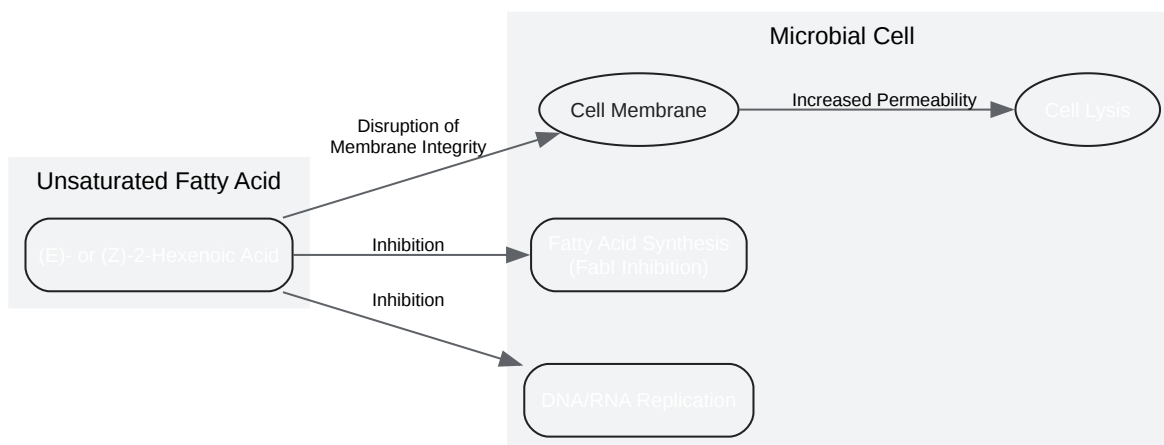 Microbial Cell
Cell Membrane
Increased Permeability
Cell Lysis
Disruption of
Membrane Integrity
Unsaturated Fatty Acid
(E)- or (Z)-2-Hexenoic Acid
Inhibition
Fatty Acid Synthesis
(FabI Inhibition)
Inhibition
DNA/RNA Replication